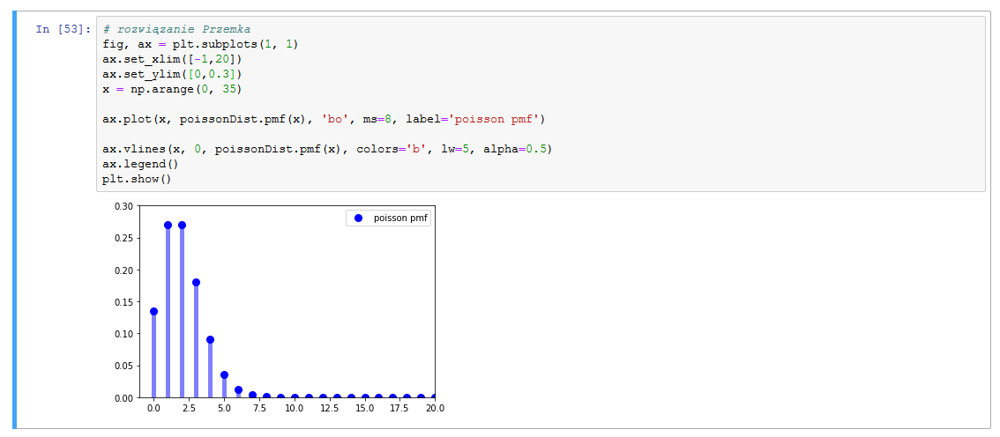 In [53]:
# rozwiązanie Przemka
fig, ax = plt.subplots(1, 1)
ax.set_xlim([-1,20])
ax.set_ylim([0,0.3])
x = np.arange(0, 35)
ax.plot(x, poissonDist.pmf(x), 'bo', ms=8, label='poisson pmf')
ax.vlines(x, 0, poissonDist.pmf(x), colors='b', lw=5, alpha=0.5)
ax.legend()
plt.show()
poisson pmf
0.30
0.25
0.20
0.15
0.10
0.05
0.00
0.0 2.5 5.0 7.5 10.0 12.5 15.0 17.5 20.0